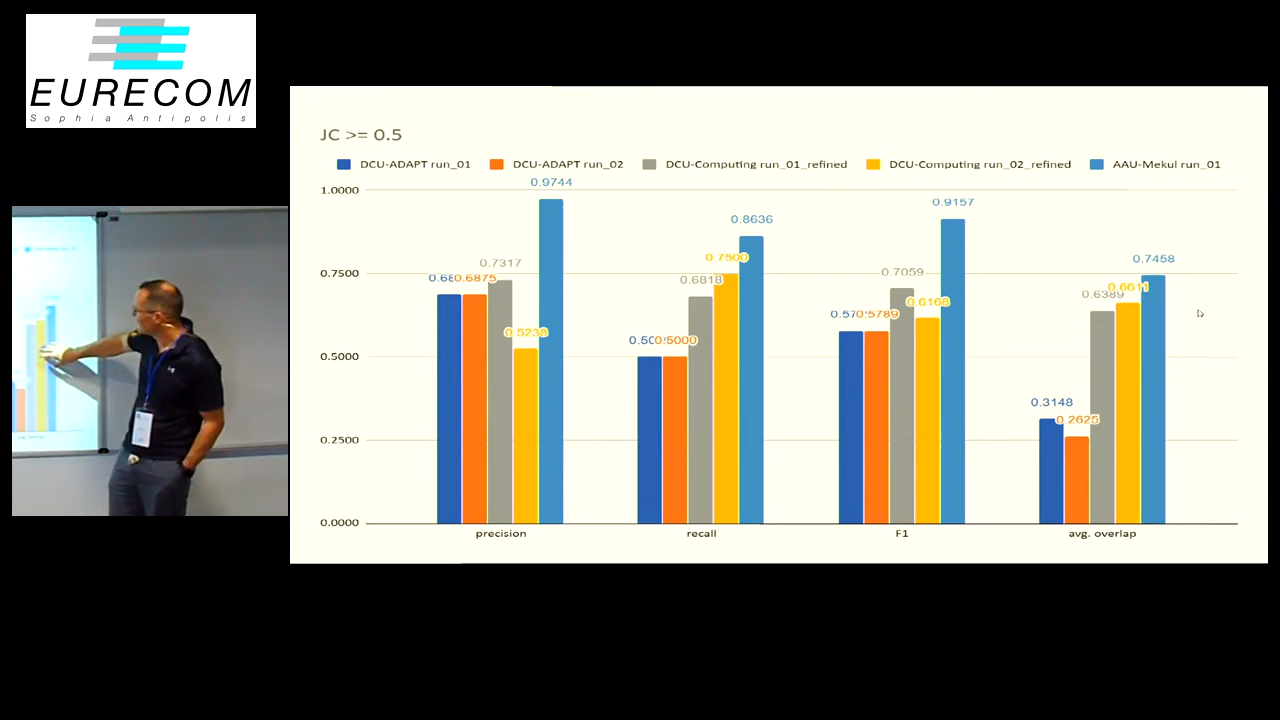 EURECOM
Sophia Antipolis
JC >= 0.5
DCU-ADAPT run_01
DCU-ADAPT run_02
DCU-Computing run_01_refined
DCU-Computing run_02_refined
AAU-Mekul run_01
1.0000
0.7500
0.5000
0.2500
0.0000
0.6875
0.7317
0.5238
0.9744
0.5000
0.6818
0.7500
0.8636
0.5789
0.7059
0.6168
0.9157
0.3148
0.2625
0.6389
0.6611
0.7458
precision
recall
F1
avg. overlap